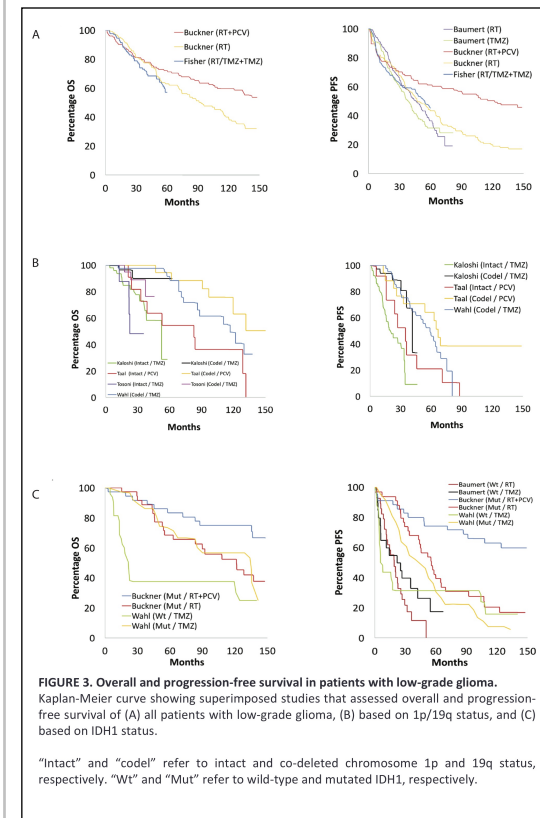 A
Percentage OS
100
80
60
40
20
0
0 30 60 90 120 150
Months
Buckner (RT+PCV)
Buckner (RT)
Fisher (RT/TMZ+TMZ)
Percentage PFS
100
80
60
40
20
0
0 30 60 90 120 150
Months
Baumert (RT)
Baumert (TMZ)
Buckner (RT+PCV)
Buckner (RT)
Fisher (RT/TMZ+TMZ)
B
Percentage OS
100
80
60
40
20
0
0 30 60 90 120 150
Months
Kaloshi (Intact / TMZ) Kaloshi (Codel / TMZ)
Taal (Intact / PCV) Taal (Codel / PCV)
Tosoni (Intact / TMZ) Tosoni (Codel / TMZ)
Wahl (Codel / TMZ)
Percentage PFS
100
80
60
40
20
0
0 30 60 90 120 150
Months
Kaloshi (Intact / TMZ)
Kaloshi (Codel / TMZ)
Taal (Intact / PCV)
Taal (Codel / PCV)
Wahl (Codel / TMZ)
C
Percentage OS
100
80
60
40
20
0
0 30 60 90 120 150
Months
Buckner (Mut / RT+PCV)
Buckner (Mut / RT)
Wahl (Wt / TMZ)
Wahl (Mut / TMZ)
Percentage PFS
100
80
60
40
20
0
0 30 60 90 120 150
Months
Baumert (Wt / RT)
Baumert (Wt / TMZ)
Buckner (Mut / RT+PCV)
Buckner (Mut / RT)
Wahl (Wt / TMZ)
Wahl (Mut / TMZ)
FIGURE 3. Overall and progression-free survival in patients with low-grade glioma.
Kaplan-Meier curve showing superimposed studies that assessed overall and progression-
free survival of (A) all patients with low-grade glioma, (B) based on 1p/19q status, and (C)
based on IDH1 status.
"Intact" and "codel" refer to intact and co-deleted chromosome 1p and 19q status,
respectively. "Wt" and "Mut" refer to wild-type and mutated IDH1, respectively.